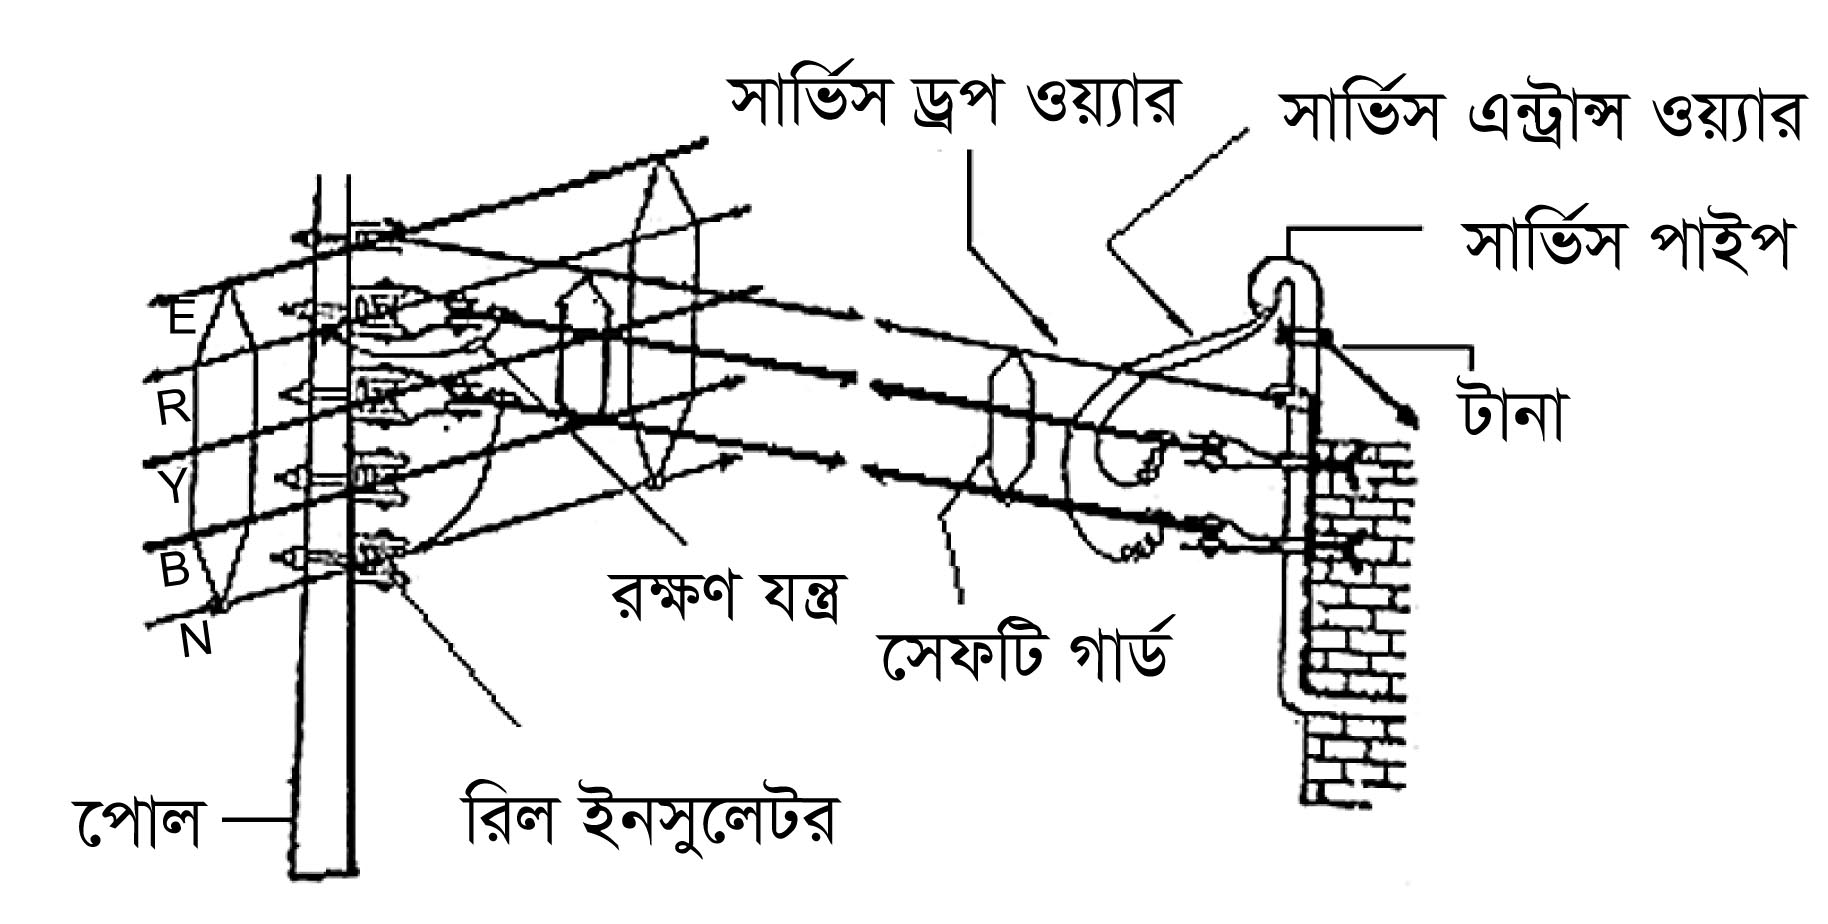 সার্ভিস ড্রপ ওয়্যার
সার্ভিস এন্ট্রান্স ওয়্যার
সার্ভিস পাইপ
E
R
টানা
Y
B
রক্ষণ যন্ত্র
N
সেফটি গার্ড
পোল
রিল ইনসুলেটর